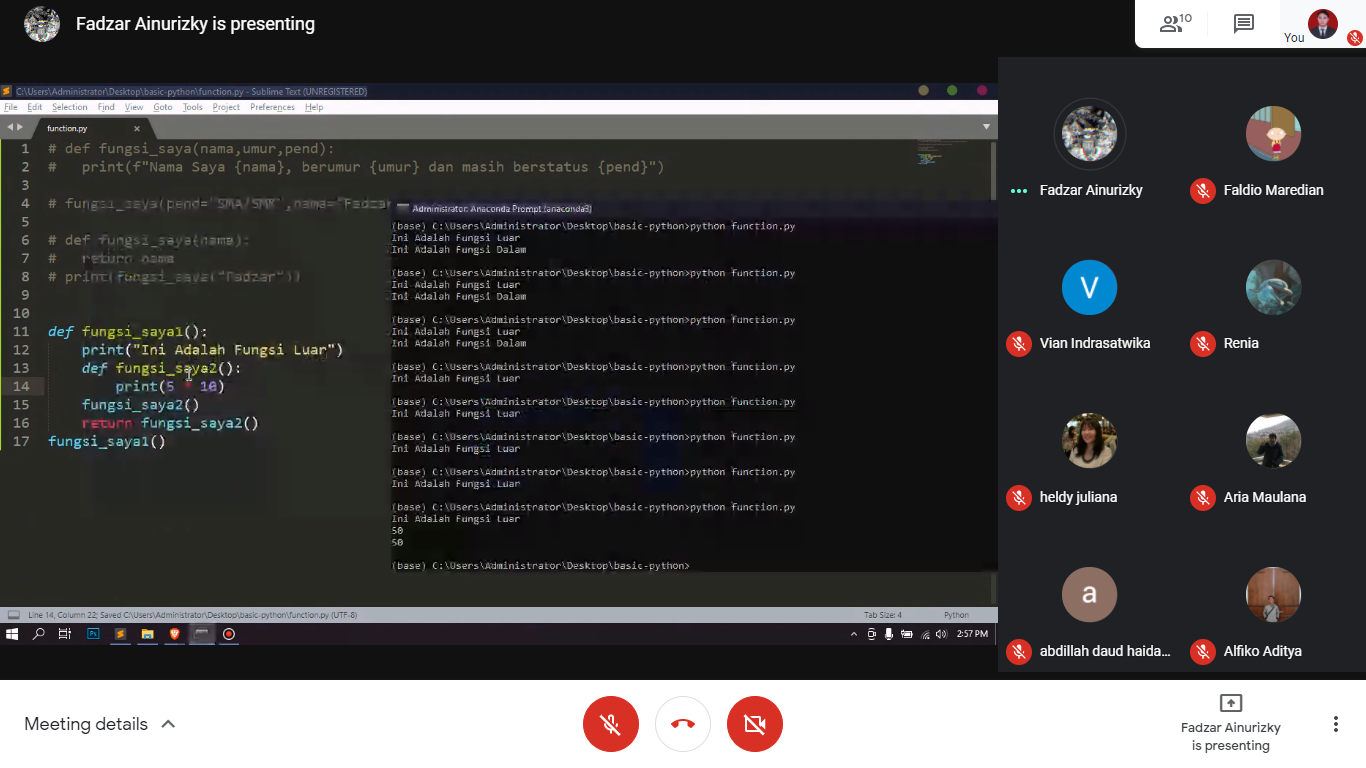 Fadzar Ainurizky is presenting
10
You
C:\Users\Administrator\Desktop\basic-python\function.py - Sublime Text (UNREGISTERED)
File Edit Selection Find View Goto Tools Project Preferences Help
function.py
1 # def fungsi_saya(nama,umur,pend):
2 #   print(f"Nama Saya {nama}, berumur {umur} dan masih berstatus {pend}")
3
4 # fungsi_saya(pend="SMA/SMK",nama="Fadzar
5
6 # def fungsi_saya(nama):
7 #   return nama
8 # print(fungsi_saya("Fadzar"))
9
10
11 def fungsi_saya1():
12     print("Ini Adalah Fungsi Luar")
13     def fungsi_saya2():
14         print(5 * 10)
15     fungsi_saya2()
16     return fungsi_saya2()
17 fungsi_saya1()
Administrator: Anaconda Prompt (anaconda3)
(base) C:\Users\Administrator\Desktop\basic-python>python function.py
Ini Adalah Fungsi Luar
Ini Adalah Fungsi Dalam
(base) C:\Users\Administrator\Desktop\basic-python>python function.py
Ini Adalah Fungsi Luar
Ini Adalah Fungsi Dalam
(base) C:\Users\Administrator\Desktop\basic-python>python function.py
Ini Adalah Fungsi Luar
Ini Adalah Fungsi Dalam
(base) C:\Users\Administrator\Desktop\basic-python>python function.py
Ini Adalah Fungsi Luar
(base) C:\Users\Administrator\Desktop\basic-python>python function.py
Ini Adalah Fungsi Luar
(base) C:\Users\Administrator\Desktop\basic-python>python function.py
Ini Adalah Fungsi Luar
(base) C:\Users\Administrator\Desktop\basic-python>python function.py
Ini Adalah Fungsi Luar
(base) C:\Users\Administrator\Desktop\basic-python>python function.py
Ini Adalah Fungsi Luar
50
50
(base) C:\Users\Administrator\Desktop\basic-python>
Line 14, Column 22; Saved C:\Users\Administrator\Desktop\basic-python\function.py (UTF-8)
Tab Size: 4 Python
Ps
2:57 PM
Fadzar Ainurizky
Faldio Maredian
V
Vian Indrasatwika
Renia
heldy juliana
Aria Maulana
a
abdillah daud haida...
Alfiko Aditya
Meeting details
Fadzar Ainurizky
is presenting